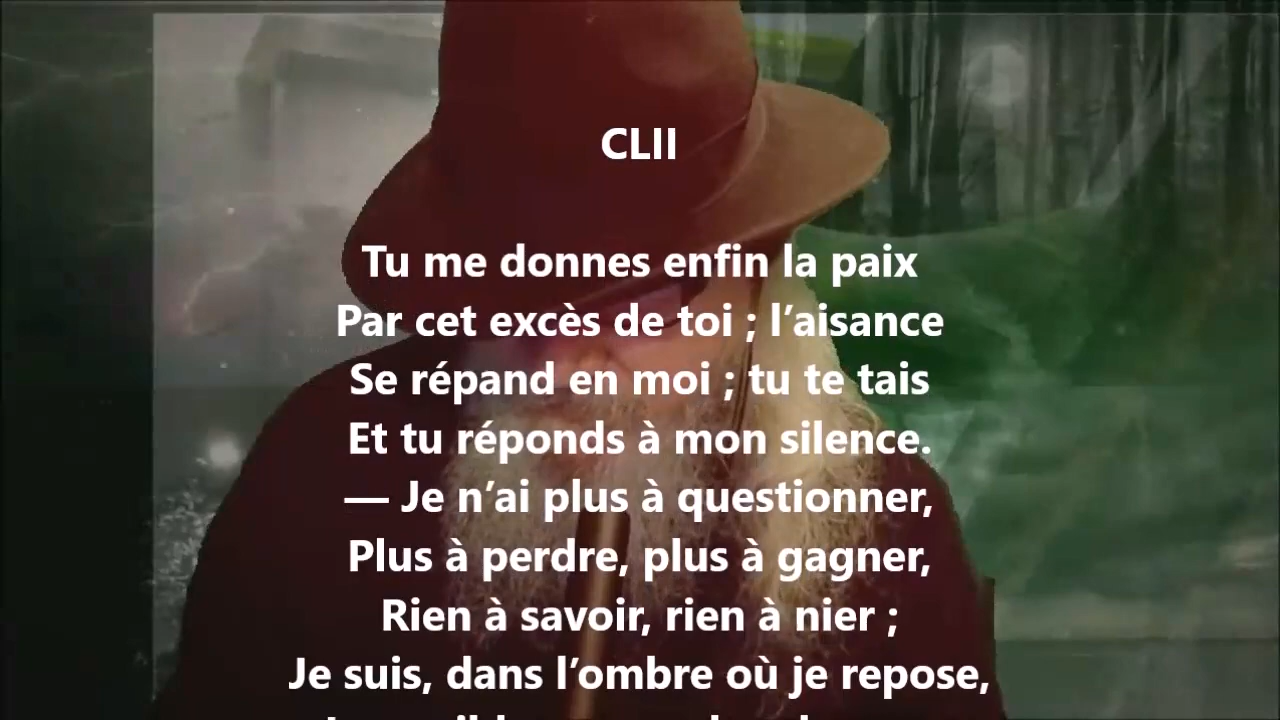 CLII
Tu me donnes enfin la paix
Par cet excès de toi ; l’aisance
Se répand en moi ; tu te tais
Et tu réponds à mon silence.
— Je n’ai plus à questionner,
Plus à perdre, plus à gagner,
Rien à savoir, rien à nier ;
Je suis, dans l’ombre où je repose,